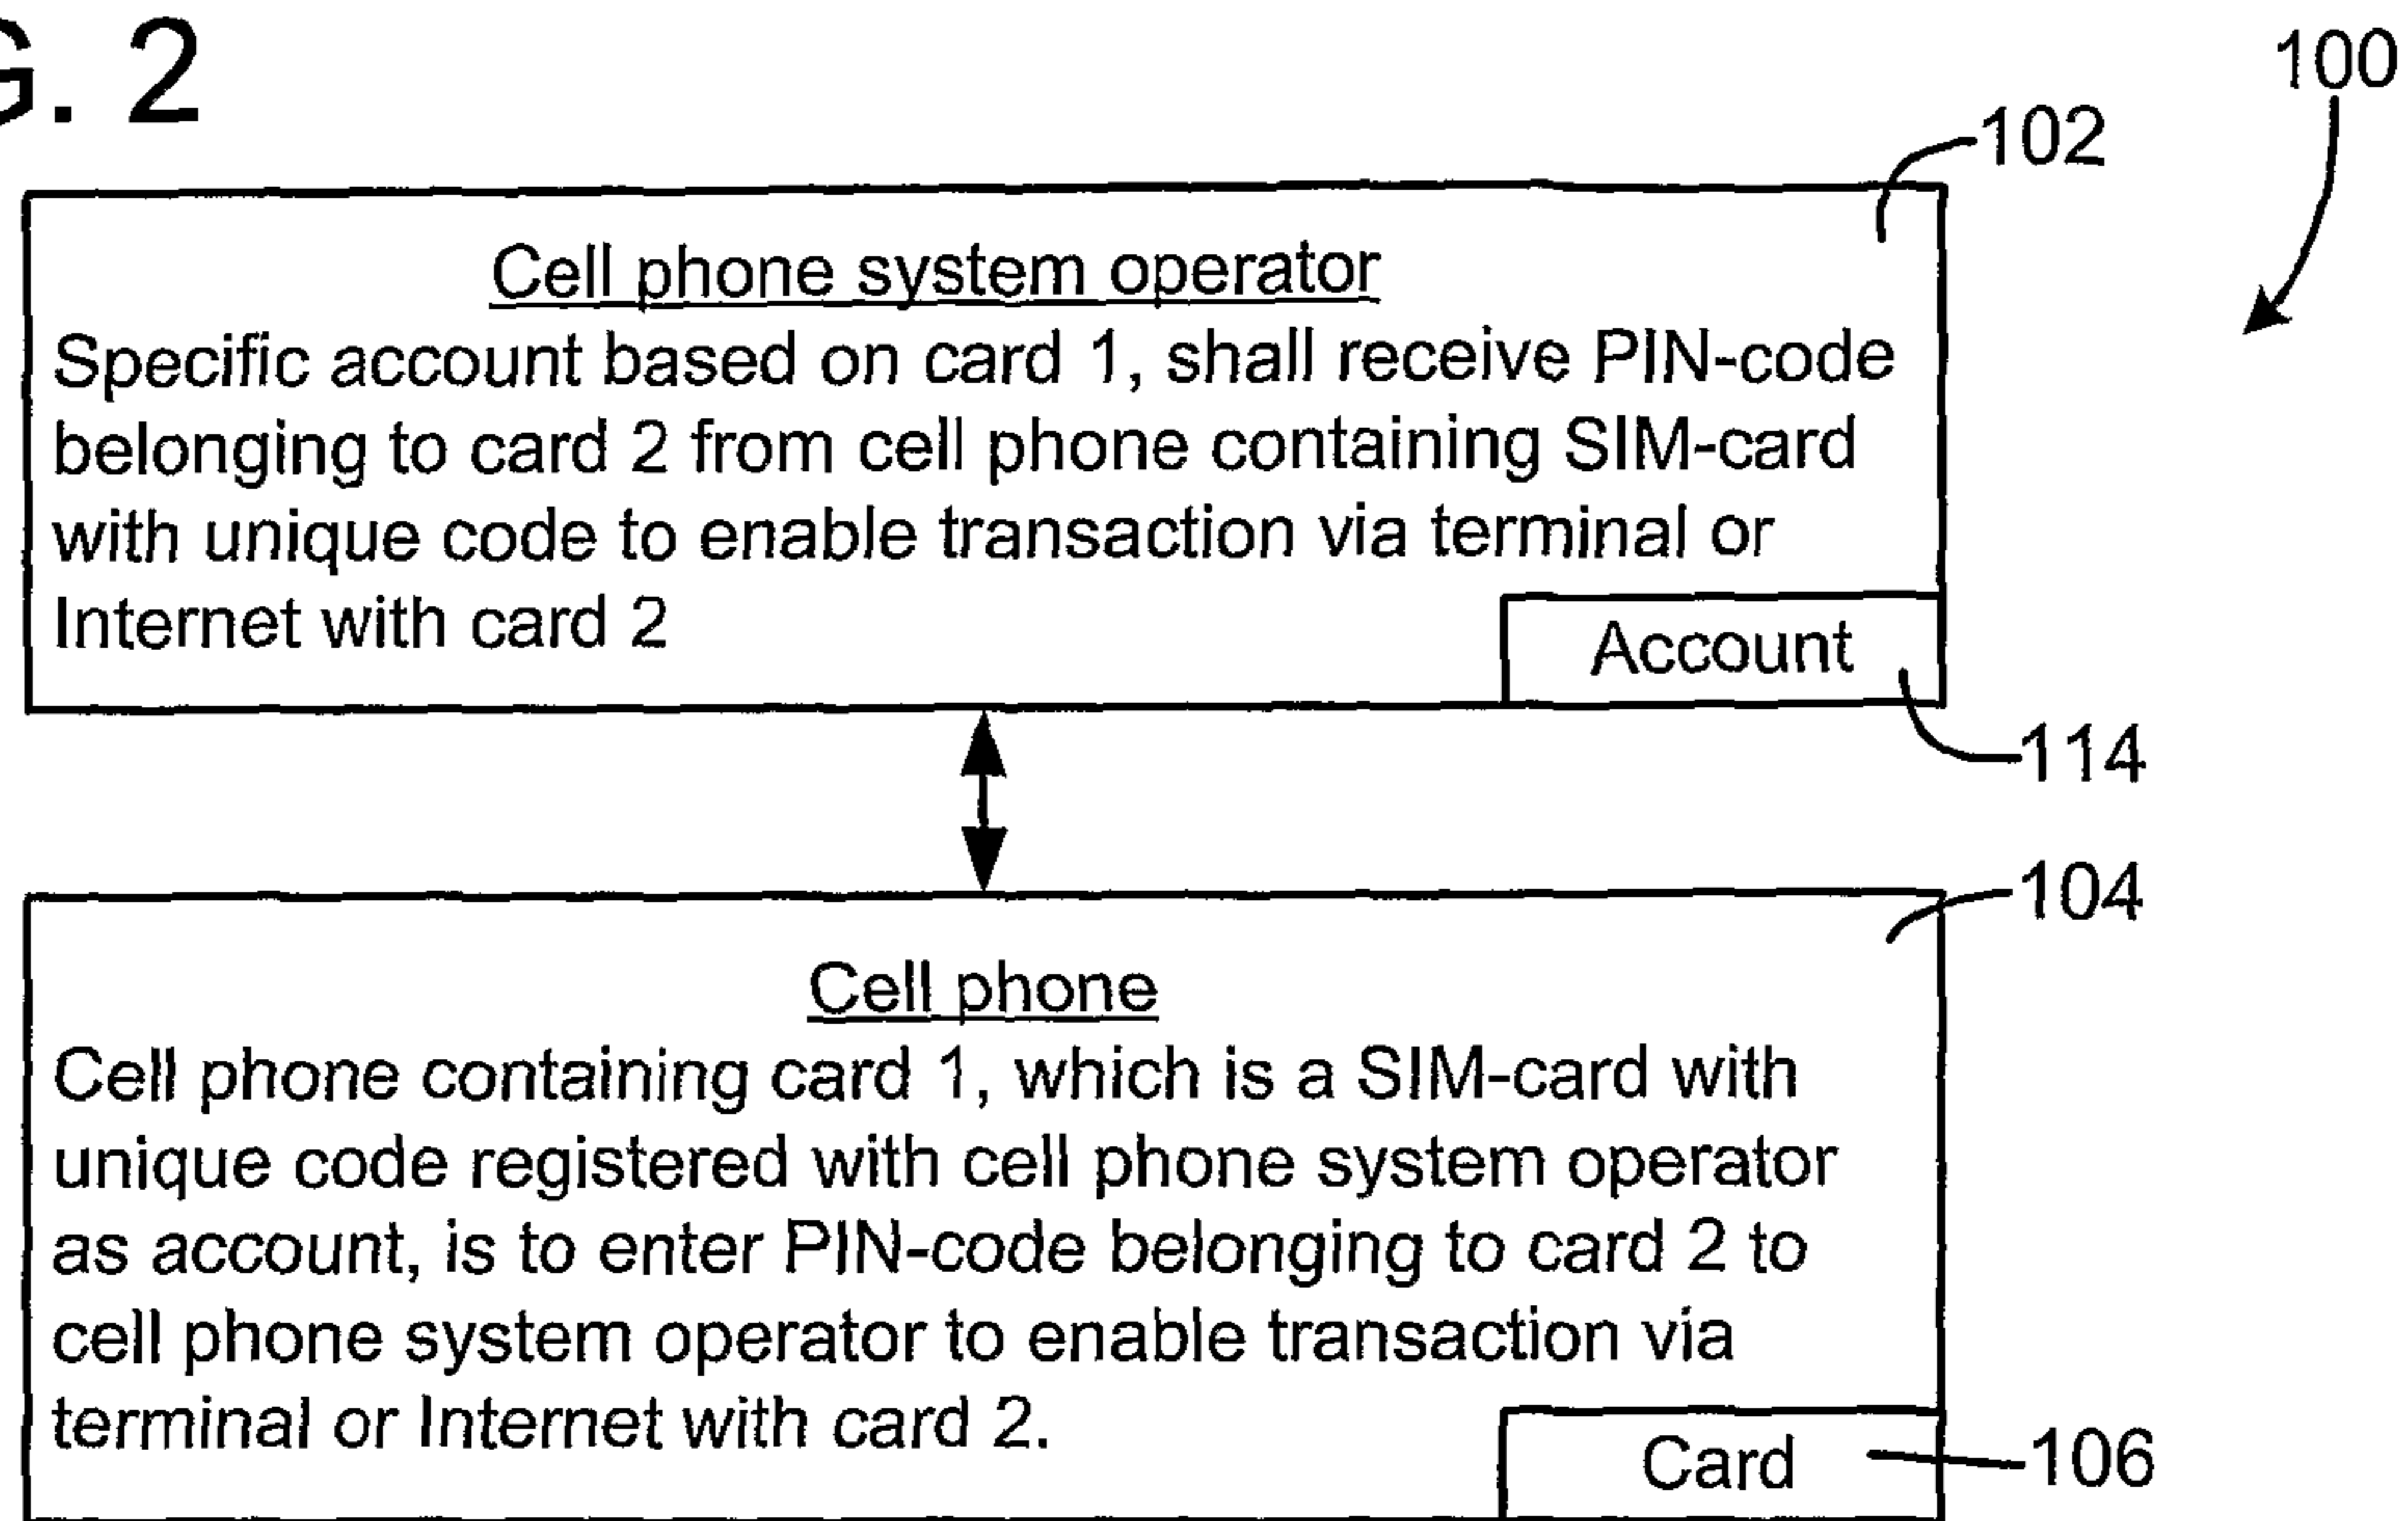 G. 2
100
102
Cell phone system operator
Specific account based on card 1, shall receive PIN-code
belonging to card 2 from cell phone containing SIM-card
with unique code to enable transaction via terminal or
Internet with card 2
Account
114
104
Cell phone
Cell phone containing card 1, which is a SIM-card with
unique code registered with cell phone system operator
as account, is to enter PIN-code belonging to card 2 to
cell phone system operator to enable transaction via
terminal or Internet with card 2.
Card
106